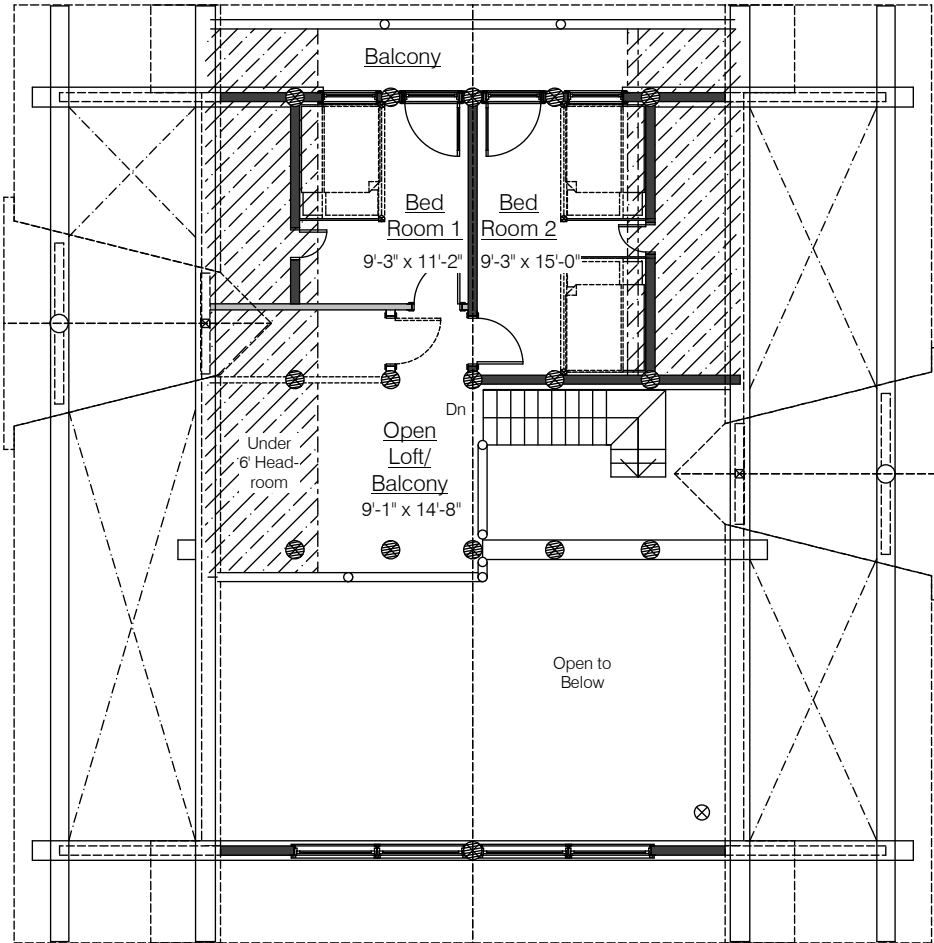 Balcony
Bed
Room 1
9'-3" x 11'-2"
Bed
Room 2
9'-3" x 15'-0"
Dn
Under
6' Head-
room
Open
Loft/
Balcony
9'-1" x 14'-8"
Open to
Below